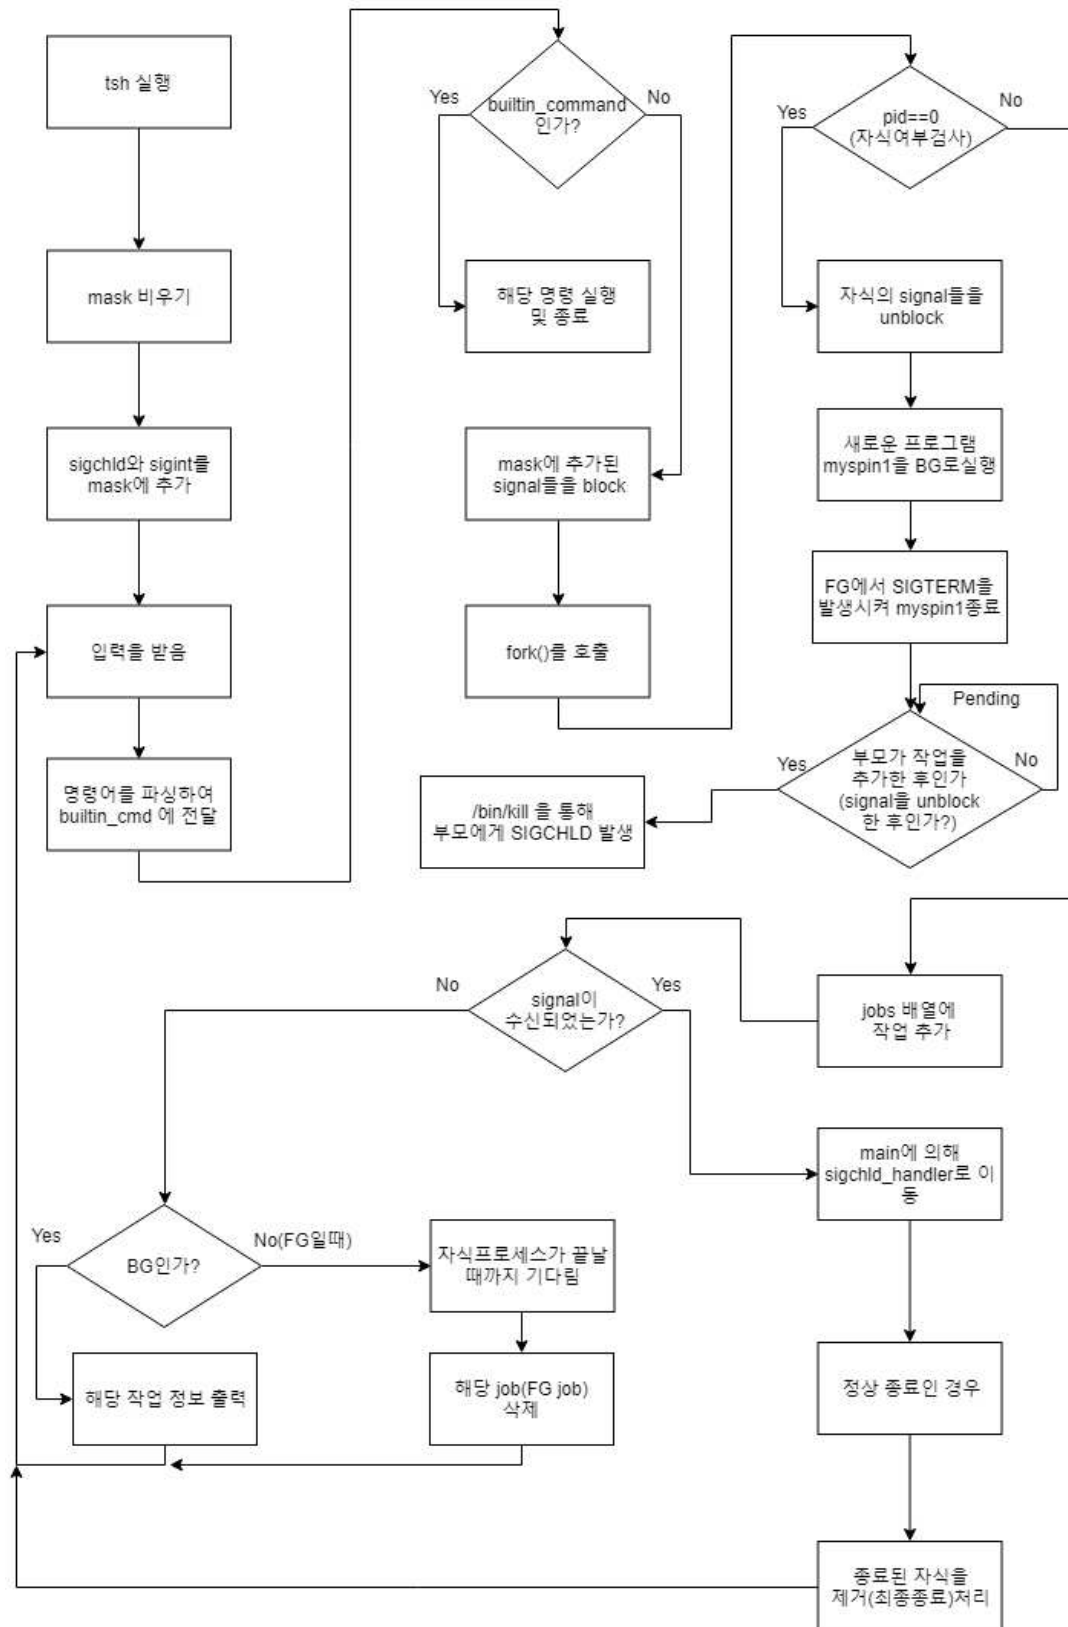 tsh 실행
mask 비우기
sigchld와 sigint를
mask에 추가
입력을 받음
명령어를 파싱하여
builtin_cmd 에 전달
Yes
builtin_command
인가?
No
해당 명령 실행
및 종료
mask에 추가된
signal들을 block
fork()를 호출
Yes
pid==0
(자식여부검사)
No
자식의 signal들을
unblock
새로운 프로그램
myspin1을 BG로실행
FG에서 SIGTERM을
발생시켜 myspin1종료
Pending
Yes
부모가 작업을
추가한 후인가
(signal을 unblock
한 후인가?)
No
/bin/kill 을 통해
부모에게 SIGCHLD 발생
jobs 배열에
작업 추가
No
signal이
수신되었는가?
Yes
main에 의해
sigchld_handler로 이
동
정상 종료인 경우
종료된 자식을
제거(최종종료)처리
Yes
BG인가?
No(FG일때)
해당 작업 정보 출력
자식프로세스가 끝날
때까지 기다림
해당 job(FG job)
삭제